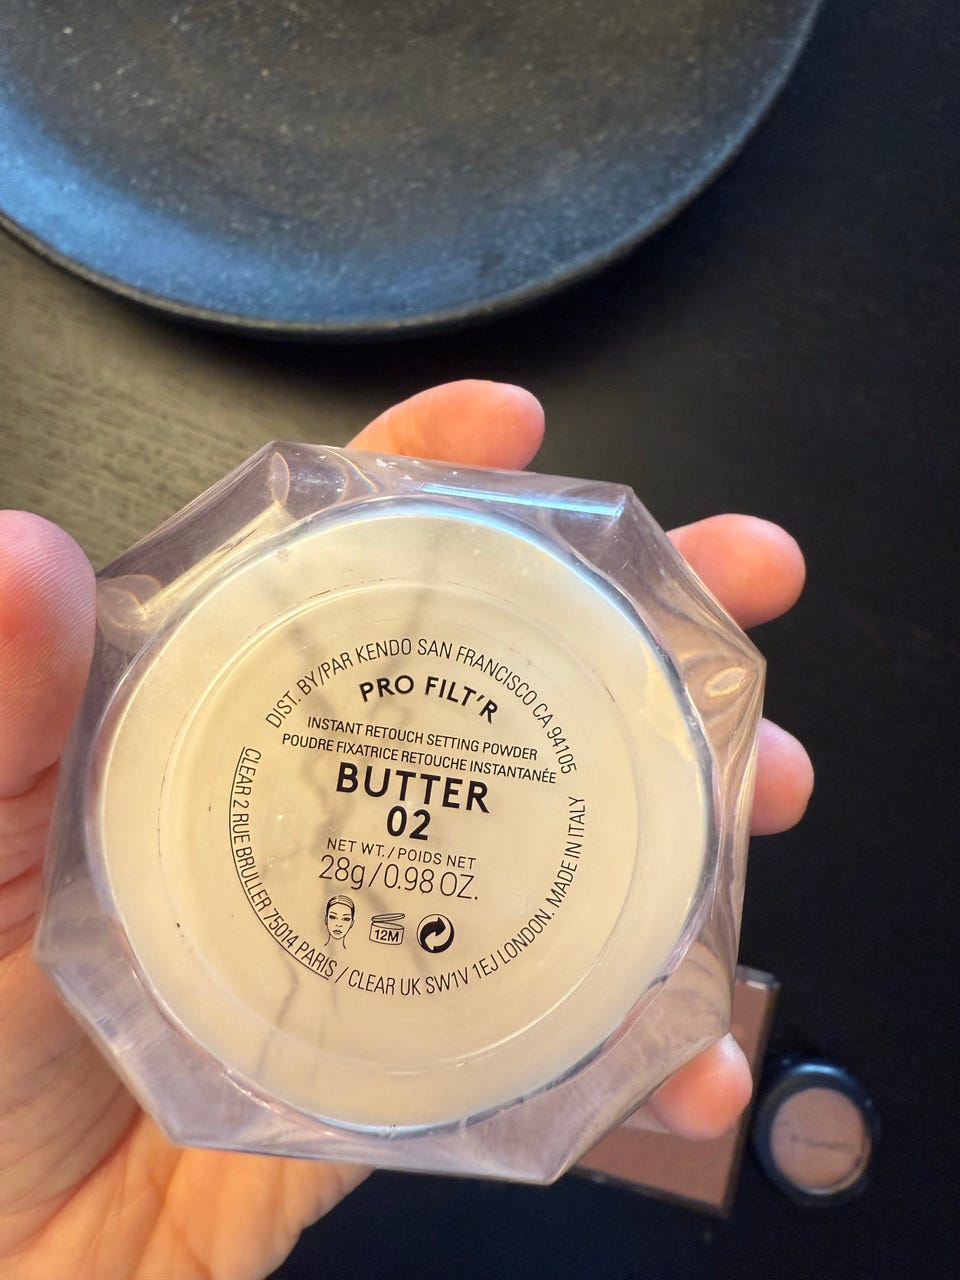 DIST. BY/PAR KENDO SAN FRANCISCO CA 94105
PRO FILT'R
INSTANT RETOUCH SETTING POWDER
POUDRE FIXATRICE RETOUCHE INSTANTANÉE
BUTTER
02
NET WT. / POIDS NET
28g/0.98 OZ.
12M
CLEAR 2 RUE BRULLER 75014 PARIS / CLEAR UK SW1V 1EJ LONDON. MADE IN ITALY